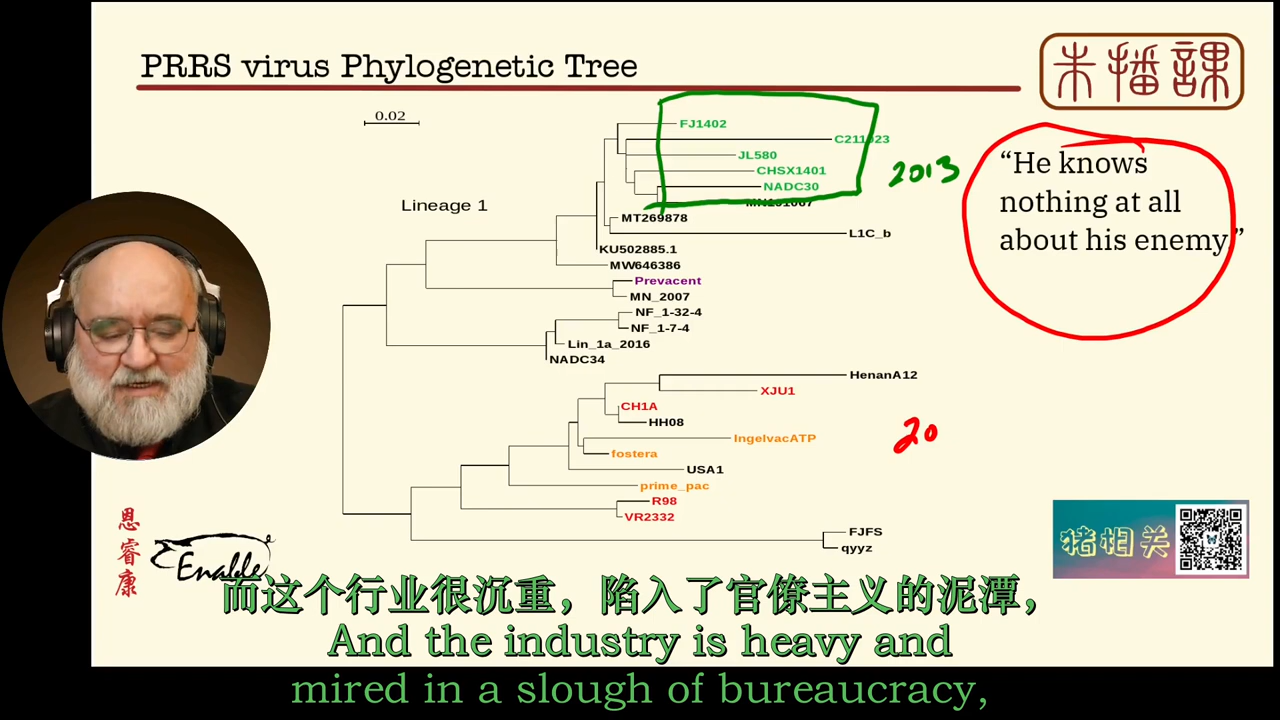 PRRS virus Phylogenetic Tree
未播課
0.02
FJ1402
C211023
JL580
CHSX1401
NADC30
2013
“He knows
nothing at all
about his enemy.”
Lineage 1
MT269878
L1C_b
KU502885.1
MW646386
Prevacent
MN_2007
NF_1-32-4
NF_1-7-4
Lin_1a_2016
NADC34
HenanA12
XJU1
CH1A
HH08
20
IngelvacATP
fostera
USA1
prime_pac
R98
VR2332
FJFS
qyyz
恩睿康
Enable
猪相关
而这个行业很沉重，陷入了官僚主义的泥潭，
And the industry is heavy and
mired in a slough of bureaucracy,